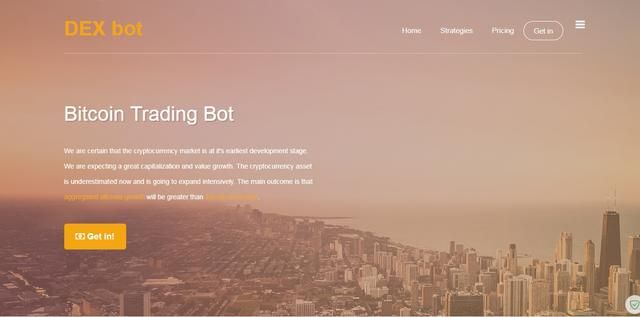 DEX bot
Home Strategies Pricing Get in
Bitcoin Trading Bot
We are certain that the cryptocurrency market is at it's earliest development stage.
We are expecting a great capitalization and value growth. The cryptocurrency asset
is underestimated now and is going to expand intensively. The main outcome is that
will be greater than
Get in!